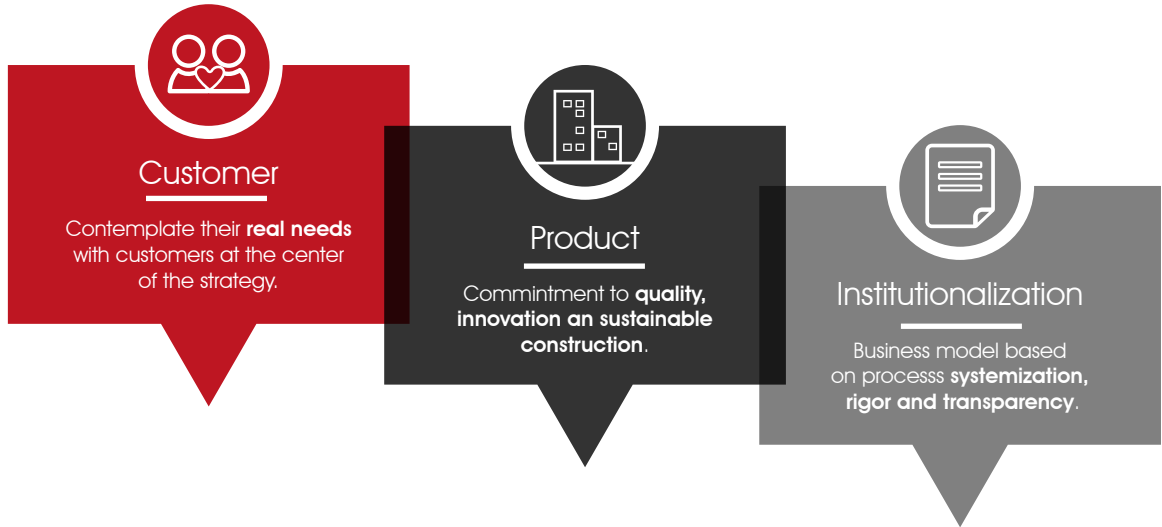 Customer
Contemplate their real needs
with customers at the center
of the strategy.
Product
Commintment to quality,
innovation an sustainable
construction.
Institutionalization
Business model based
on processs systemization,
rigor and transparency.